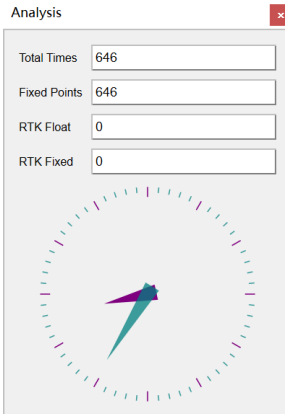 Analysis
×
Total Times 646
Fixed Points 646
RTK Float 0
RTK Fixed 0